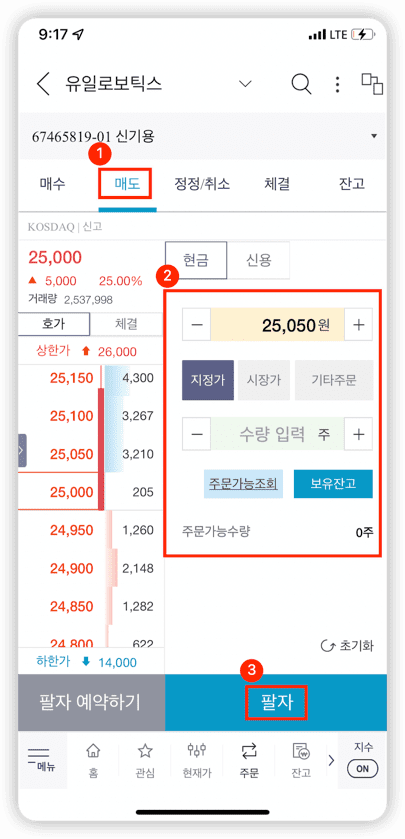 9:17 LTE
유일로보틱스
67465819-01 신기용
1
매수 매도 정정/취소 체결 잔고
KOSDAQ | 신고
25,000
▲ 5,000 25.00%
거래량 2,537,998
현금 신용
2
호가 체결
25,050원
상한가 26,000
지정가 시장가 기타주문
25,150 4,300
25,100 3,267
수량 입력 주
25,050 3,210
25,000 205
주문가능조회 보유잔고
24,950 1,260
주문가능수량 0주
24,900 2,148
24,850 1,282
24,800 622
초기화
하한가 14,000
3
팔자 예약하기 팔자
메뉴 홈 관심 현재가 주문 잔고 지수
ON